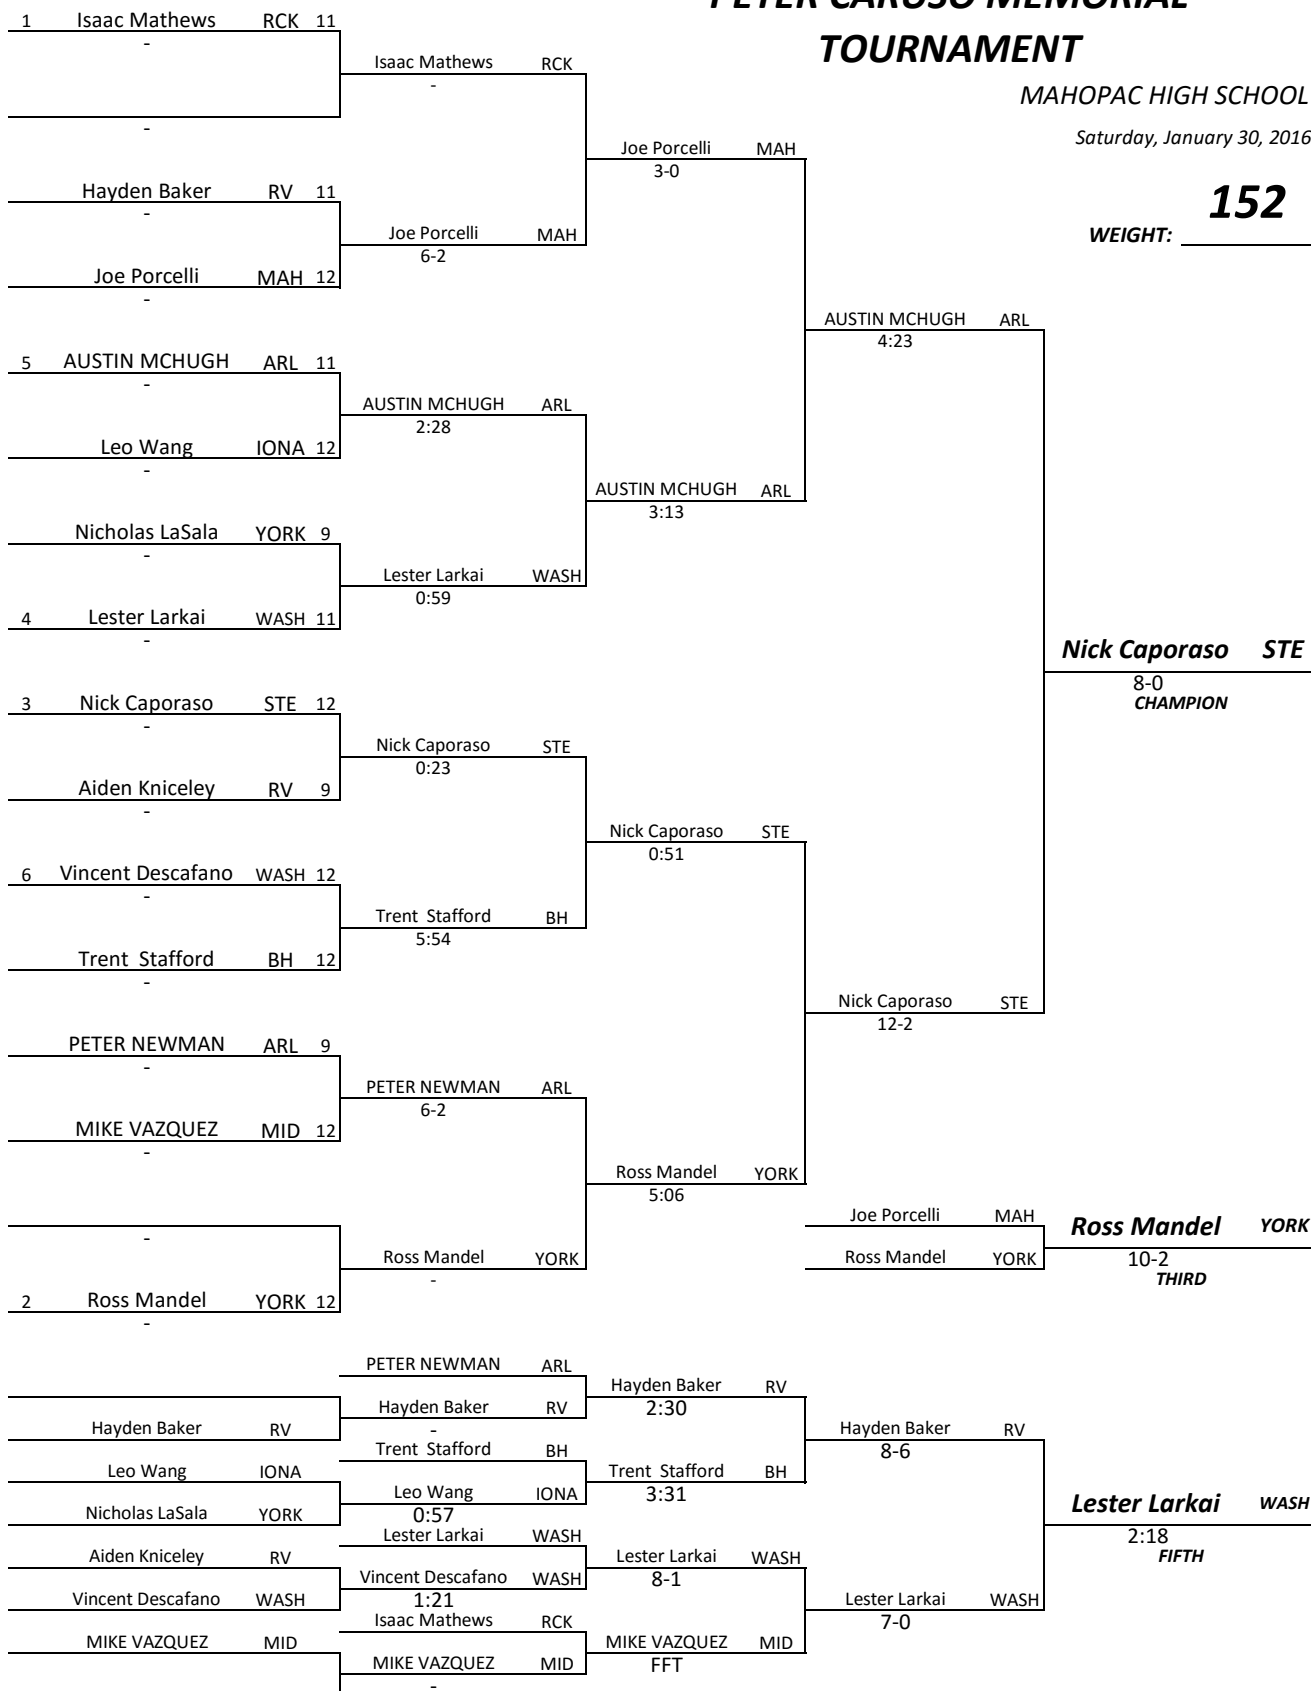 PETER CARUSO MEMORIAL
TOURNAMENT
MAHOPAC HIGH SCHOOL
Saturday, January 30, 2016
152
WEIGHT:
1 Isaac Mathews RCK 11
-
-
Hayden Baker RV 11
-
Joe Porcelli MAH 12
-
5 AUSTIN MCHUGH ARL 11
-
Leo Wang IONA 12
-
Nicholas LaSala YORK 9
-
4 Lester Larkai WASH 11
-
3 Nick Caporaso STE 12
-
Aiden Kniceley RV 9
-
6 Vincent Descafano WASH 12
-
Trent Stafford BH 12
-
PETER NEWMAN ARL 9
-
MIKE VAZQUEZ MID 12
-
-
2 Ross Mandel YORK 12
-
Isaac Mathews RCK
-
Joe Porcelli MAH
6-2
AUSTIN MCHUGH ARL
2:28
Lester Larkai WASH
0:59
Nick Caporaso STE
0:23
Trent Stafford BH
5:54
PETER NEWMAN ARL
6-2
Ross Mandel YORK
-
Joe Porcelli MAH
3-0
AUSTIN MCHUGH ARL
3:13
Nick Caporaso STE
0:51
Ross Mandel YORK
5:06
AUSTIN MCHUGH ARL
4:23
Nick Caporaso STE
12-2
Nick Caporaso STE
8-0
CHAMPION
Joe Porcelli MAH
Ross Mandel YORK
Ross Mandel YORK
10-2
THIRD
Hayden Baker RV
Leo Wang IONA
Nicholas LaSala YORK
Aiden Kniceley RV
Vincent Descafano WASH
MIKE VAZQUEZ MID
PETER NEWMAN ARL
Hayden Baker RV
-
Trent Stafford BH
Leo Wang IONA
0:57
Lester Larkai WASH
Vincent Descafano WASH
1:21
Isaac Mathews RCK
MIKE VAZQUEZ MID
-
Hayden Baker RV
2:30
Trent Stafford BH
3:31
Lester Larkai WASH
8-1
MIKE VAZQUEZ MID
FFT
Hayden Baker RV
8-6
Lester Larkai WASH
7-0
Lester Larkai WASH
2:18
FIFTH